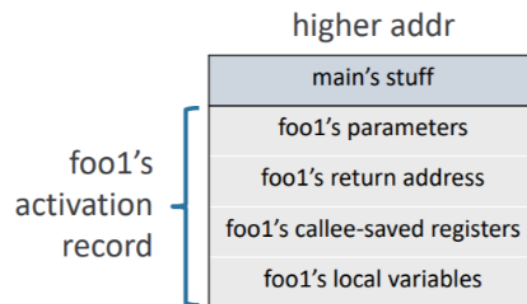 higher addr
main’s stuff
foo1’s parameters
foo1’s return address
foo1’s callee-saved registers
foo1’s local variables
foo1’s
activation
record